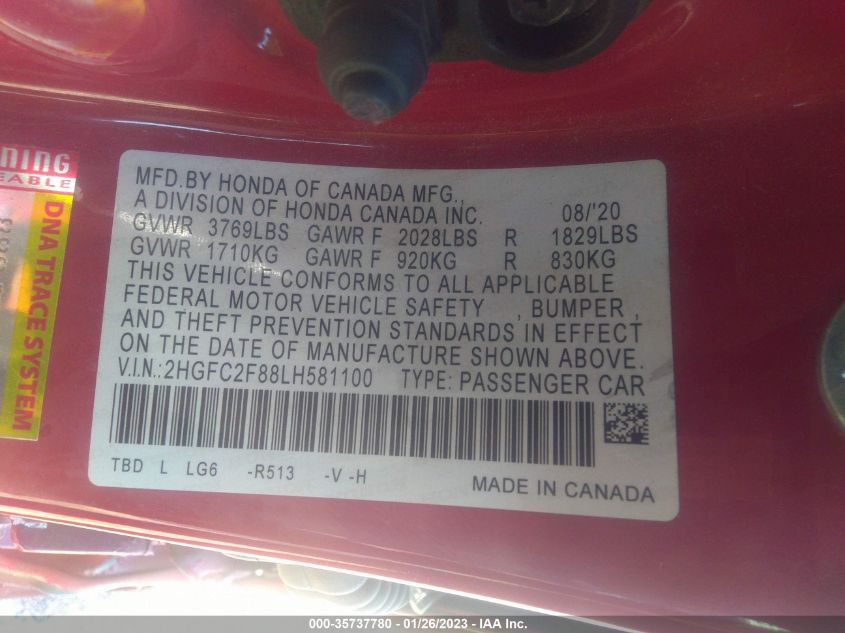 NING
EABLE
DNA TRACE SYSTEM
MFD.BY HONDA OF CANADA MFG.,
A DIVISION OF HONDA CANADA INC. 08/'20
GVWR 3769LBS GAWR F 2028LBS R 1829LBS
GVWR 1710KG GAWR F 920KG R 830KG
THIS VEHICLE CONFORMS TO ALL APPLICABLE
FEDERAL MOTOR VEHICLE SAFETY , BUMPER ,
AND THEFT PREVENTION STANDARDS IN EFFECT
ON THE DATE OF MANUFACTURE SHOWN ABOVE.
V.I.N.:2HGFC2F88LH581100 TYPE: PASSENGER CAR
TBD L LG6 -R513 -V -H
MADE IN CANADA
000-35737780 — 01/26/2023 — IAA Inc.